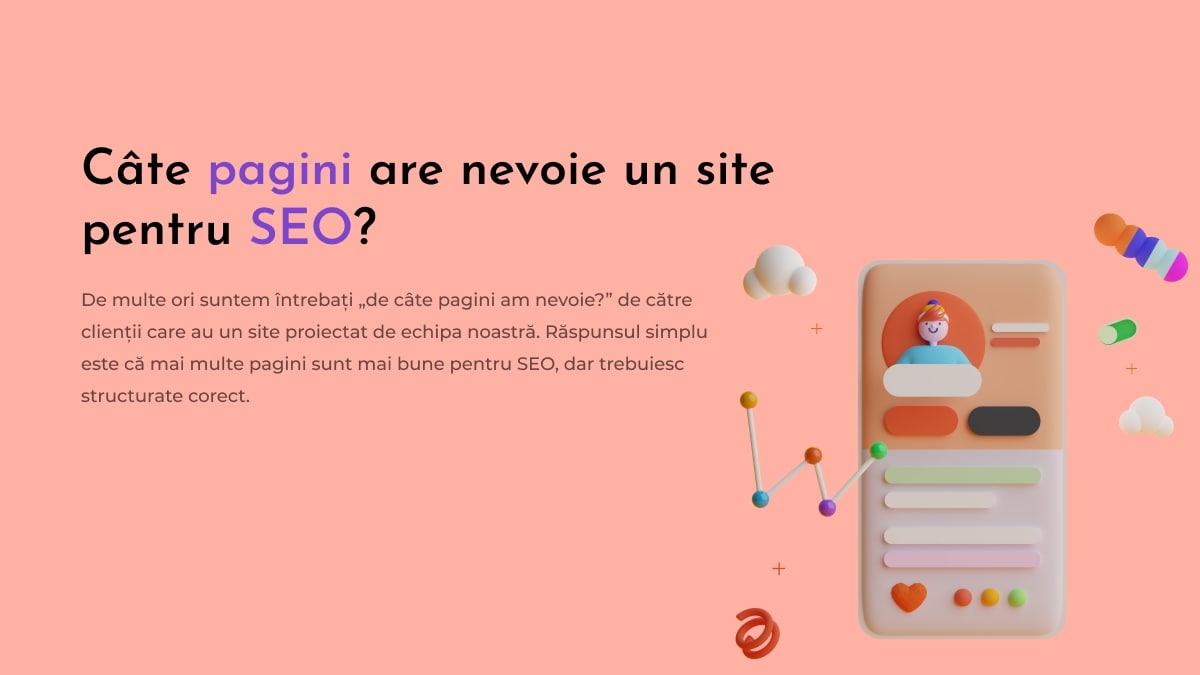 Câte pagini are nevoie un site
pentru SEO?
De multe ori suntem întrebați „de câte pagini am nevoie?” de către
clienții care au un site proiectat de echipa noastră. Răspunsul simplu
este că mai multe pagini sunt mai bune pentru SEO, dar trebuiesc
structurate corect.